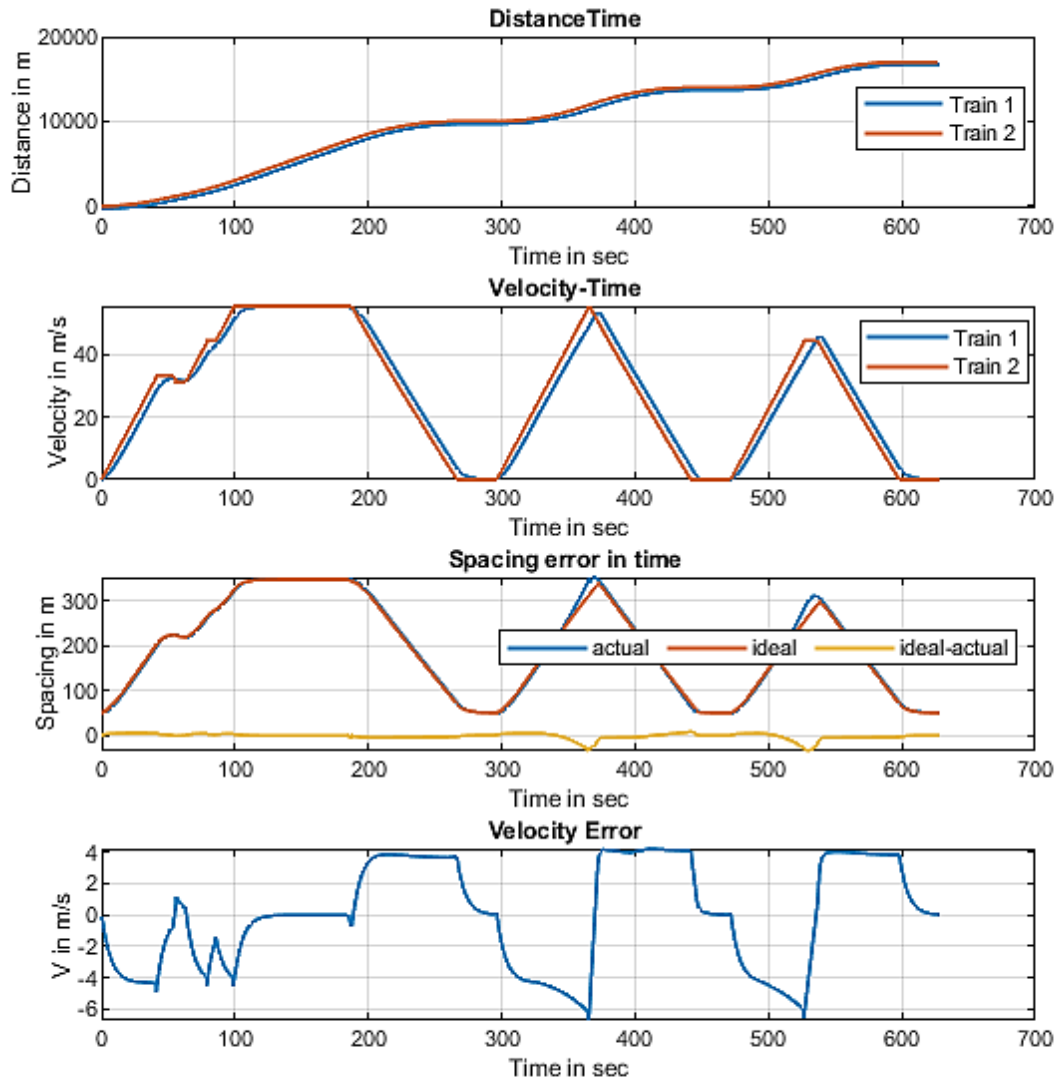 DistanceTime
20000
10000
0
Distance in m
Train 1
Train 2
0 100 200 300 400 500 600 700
Time in sec
Velocity-Time
40
20
0
Velocity in m/s
Train 1
Train 2
0 100 200 300 400 500 600 700
Time in sec
Spacing error in time
300
200
100
0
Spacing in m
actual ideal ideal-actual
0 100 200 300 400 500 600 700
Time in sec
Velocity Error
4
2
0
-2
-4
-6
V in m/s
0 100 200 300 400 500 600 700
Time in sec